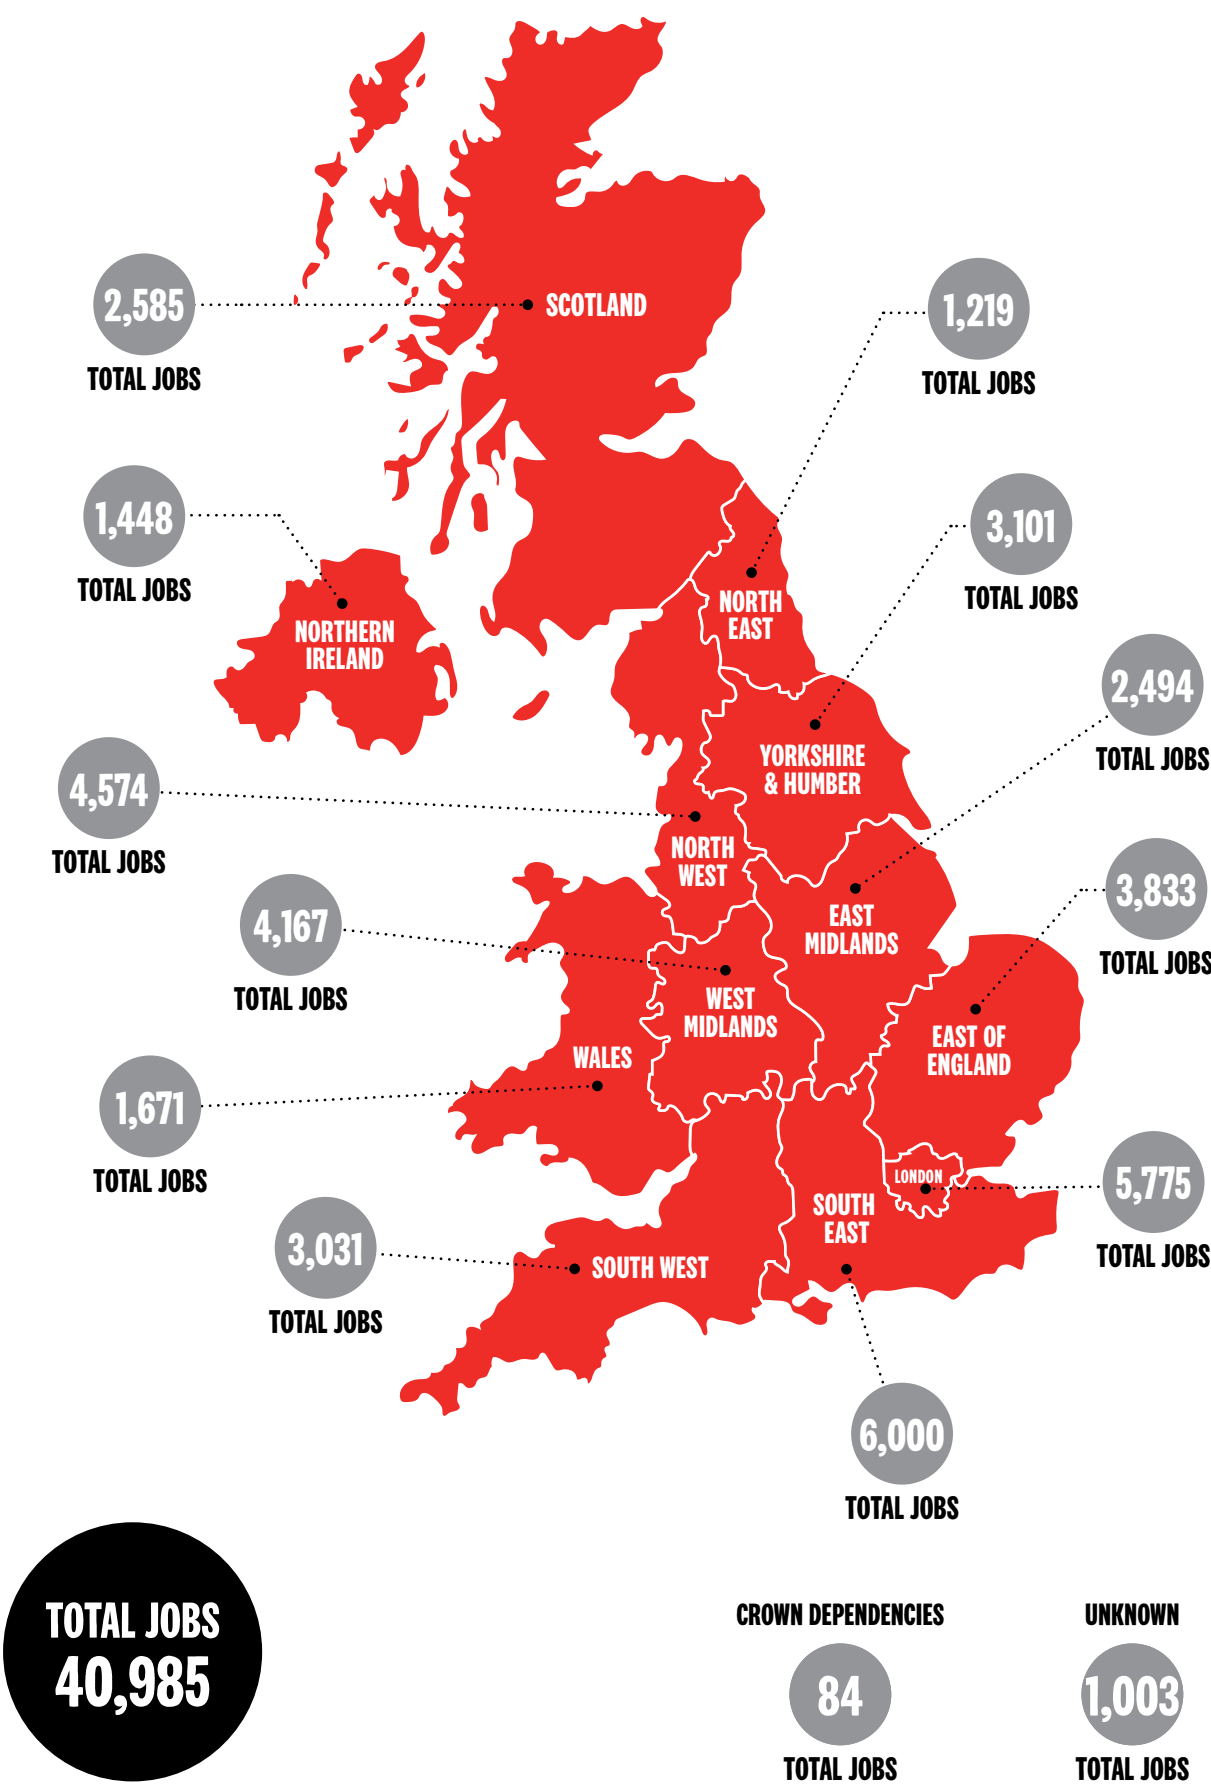 2,585
TOTAL JOBS
SCOTLAND
1,219
TOTAL JOBS
1,448
TOTAL JOBS
NORTHERN
IRELAND
NORTH
EAST
3,101
TOTAL JOBS
2,494
TOTAL JOBS
YORKSHIRE
& HUMBER
4,574
TOTAL JOBS
NORTH
WEST
3,833
TOTAL JOBS
EAST
MIDLANDS
4,167
TOTAL JOBS
WEST
MIDLANDS
EAST OF
ENGLAND
WALES
1,671
TOTAL JOBS
LONDON
5,775
TOTAL JOBS
SOUTH
EAST
3,031
TOTAL JOBS
SOUTH WEST
6,000
TOTAL JOBS
TOTAL JOBS
40,985
CROWN DEPENDENCIES
84
TOTAL JOBS
UNKNOWN
1,003
TOTAL JOBS